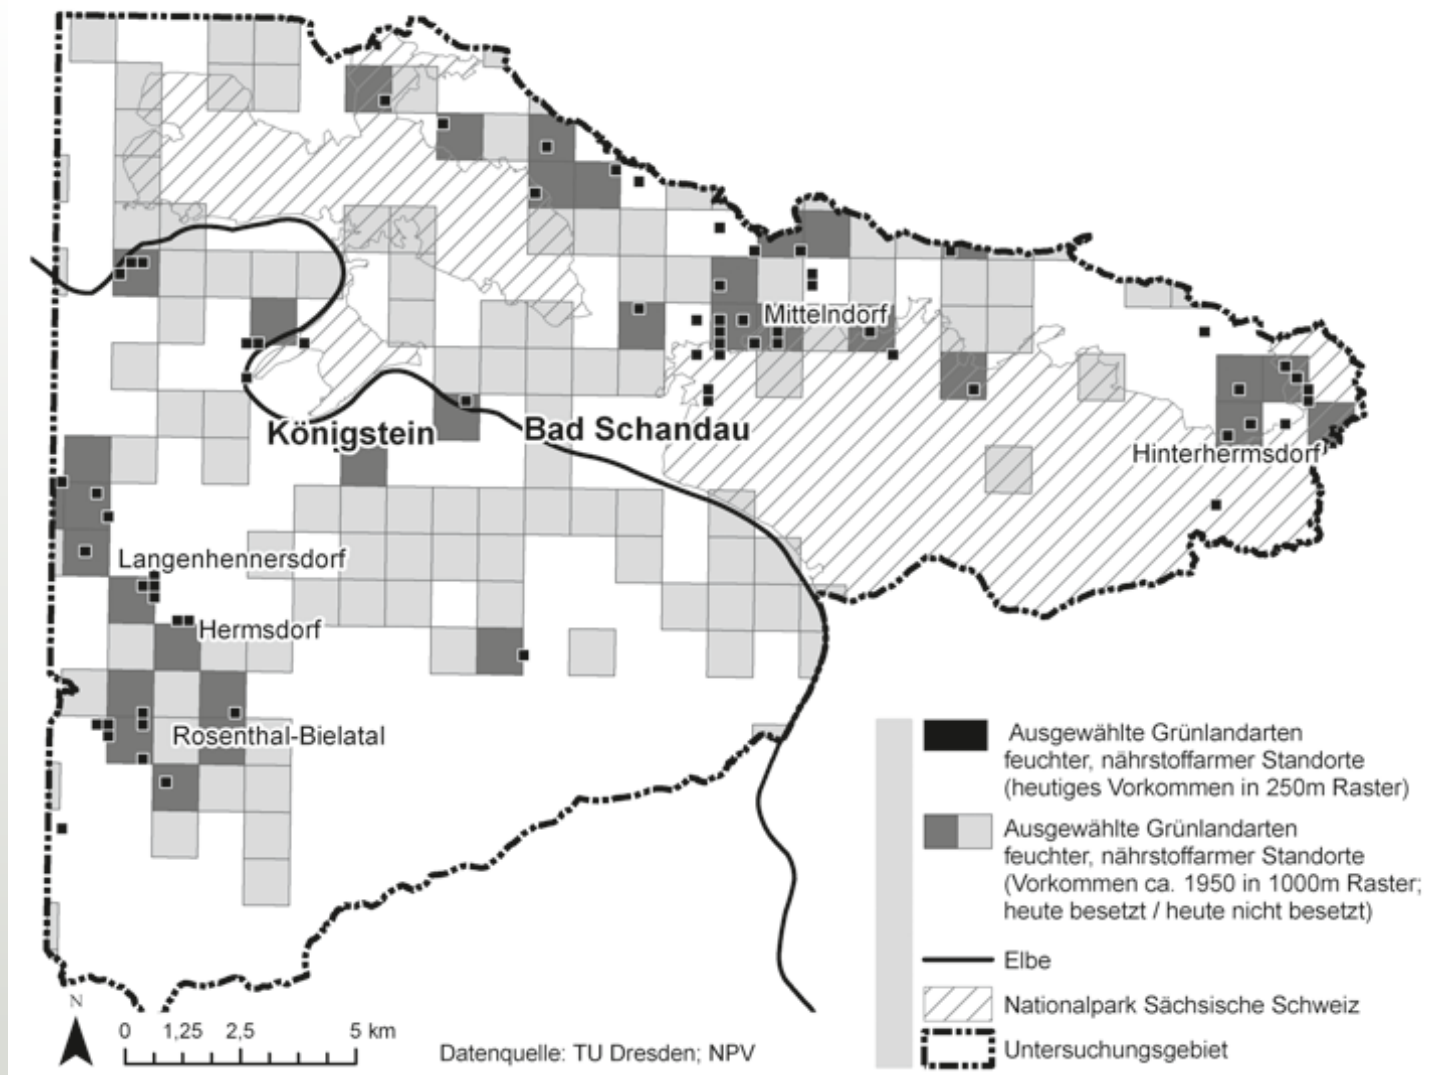 Mittelndorf
Königstein
Bad Schandau
Hinterhermsdorf
Langenhennersdorf
Hermsdorf
Rosenthal-Bielatal
Ausgewählte Grünlandarten
feuchter, nährstoffarmer Standorte
(heutiges Vorkommen in 250m Raster)
Ausgewählte Grünlandarten
feuchter, nährstoffarmer Standorte
(Vorkommen ca. 1950 in 1000m Raster;
heute besetzt / heute nicht besetzt)
Elbe
Nationalpark Sächsische Schweiz
Untersuchungsgebiet
N
0 1,25 2,5 5 km
Datenquelle: TU Dresden; NPV